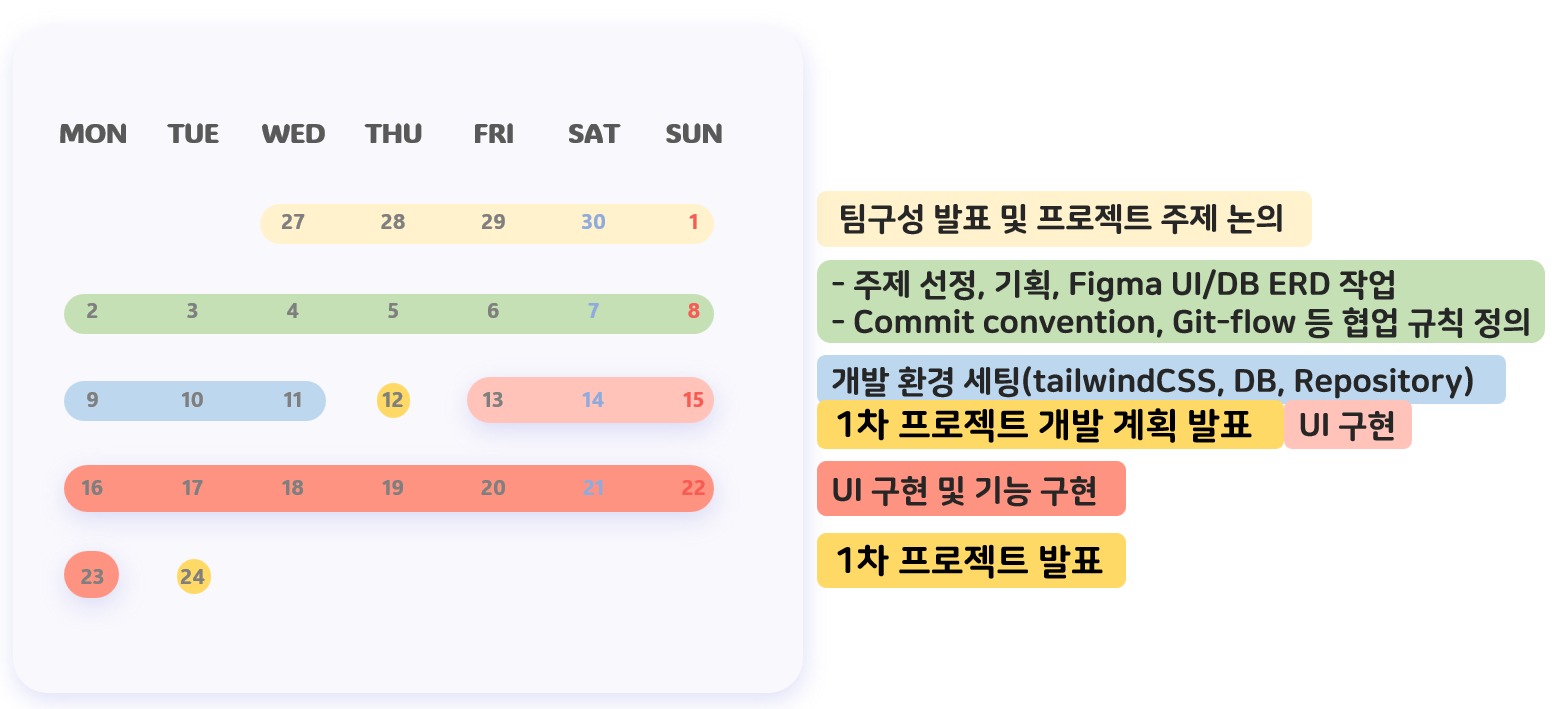 MON TUE WED THU FRI SAT SUN
27 28 29 30 1
팀구성 발표 및 프로젝트 주제 논의
2 3 4 5 6 7 8
- 주제 선정, 기획, Figma UI/DB ERD 작업
- Commit convention, Git-flow 등 협업 규칙 정의
9 10 11 12 13 14 15
개발 환경 세팅(tailwindCSS, DB, Repository)
1차 프로젝트 개발 계획 발표 UI 구현
16 17 18 19 20 21 22
UI 구현 및 기능 구현
23 24
1차 프로젝트 발표